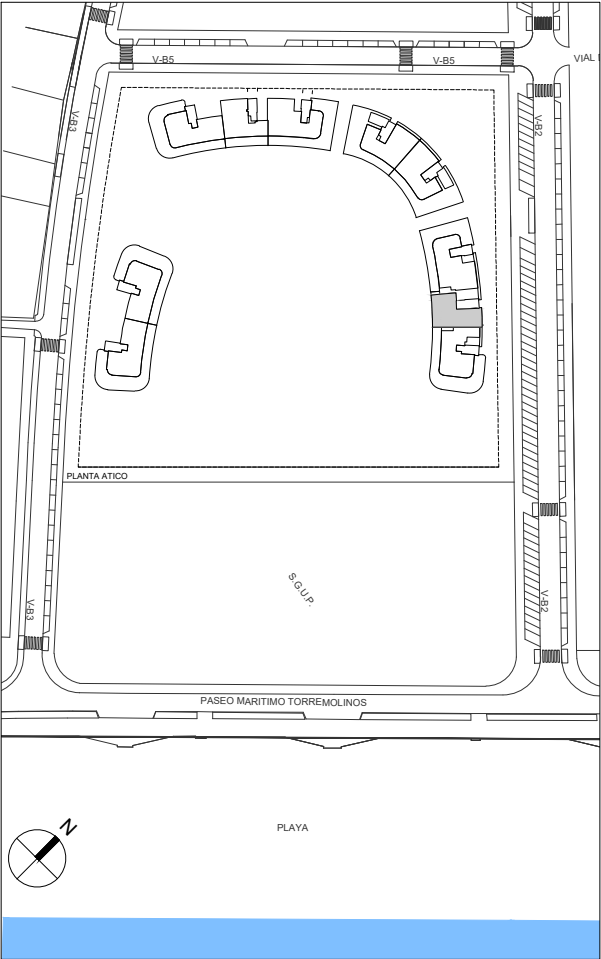 V-B5
V-B5
VIAL
V-B3
V-B2
PLANTA ATICO
S.G.U.P.
V-B3
V-B2
PASEO MARITIMO TORREMOLINOS
PLAYA
N